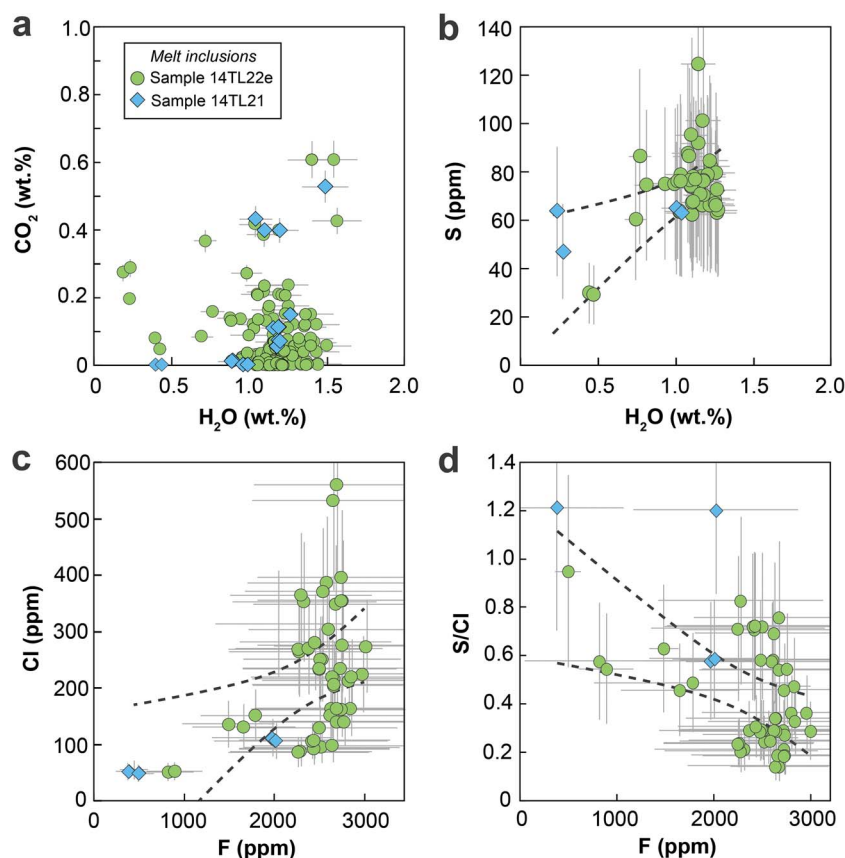 a
CO2 (wt.%)
1.0
0.8
0.6
0.4
0.2
0
Melt inclusions
Sample 14TL22e
Sample 14TL21
0 0.5 1.0 1.5 2.0
H2O (wt.%)
b
S (ppm)
140
120
100
80
60
40
20
0
0 0.5 1.0 1.5 2.0
H2O (wt.%)
c
Cl (ppm)
600
500
400
300
200
100
0
0 1000 2000 3000
F (ppm)
d
S/Cl
1.4
1.2
1.0
0.8
0.6
0.4
0.2
0
0 1000 2000 3000
F (ppm)